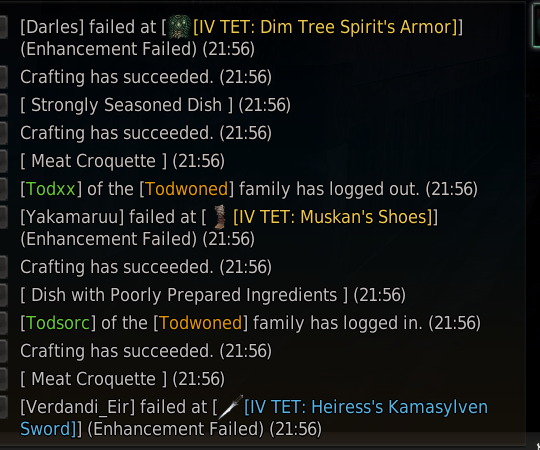 [Darles] failed at [[IV TET: Dim Tree Spirit's Armor]]
(Enhancement Failed) (21:56)
Crafting has succeeded. (21:56)
[ Strongly Seasoned Dish ] (21:56)
Crafting has succeeded. (21:56)
[ Meat Croquette ] (21:56)
[Todxx] of the [Todwoned] family has logged out. (21:56)
[Yakamaruu] failed at [ [IV TET: Muskan's Shoes]]
(Enhancement Failed) (21:56)
Crafting has succeeded. (21:56)
[ Dish with Poorly Prepared Ingredients ] (21:56)
[Todsorc] of the [Todwoned] family has logged in. (21:56)
Crafting has succeeded. (21:56)
[ Meat Croquette ] (21:56)
[Verdandi_Eir] failed at [[IV TET: Heiress's Kamasylven
Sword]] (Enhancement Failed) (21:56)